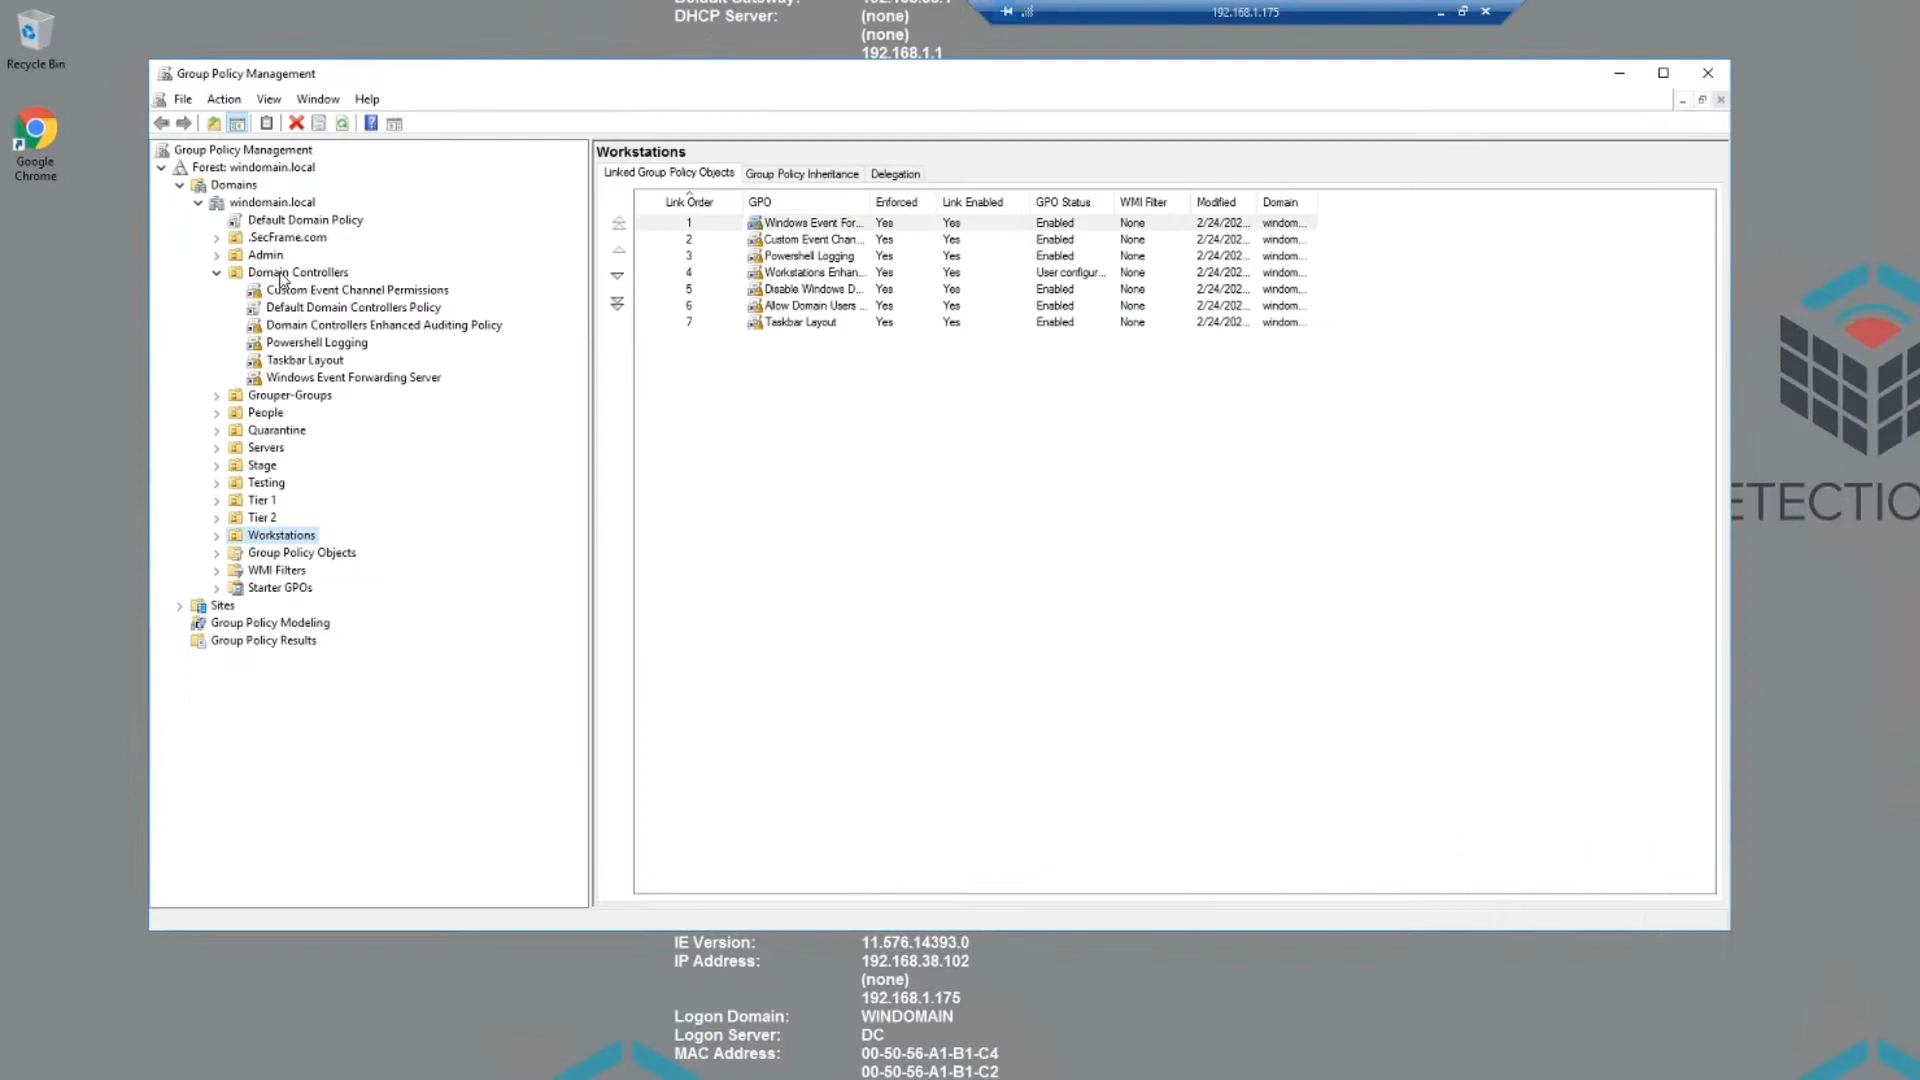 Default Gateway:
DHCP Server:
(none)
(none)
192.168.1.1
192.168.1.175
Recycle Bin
Google
Chrome
Group Policy Management
File Action View Window Help
Group Policy Management
Forest: windomain.local
Domains
windomain.local
Default Domain Policy
.SecFrame.com
Admin
Domain Controllers
Custom Event Channel Permissions
Default Domain Controllers Policy
Domain Controllers Enhanced Auditing Policy
Powershell Logging
Taskbar Layout
Windows Event Forwarding Server
Grouper-Groups
People
Quarantine
Servers
Stage
Testing
Tier 1
Tier 2
Workstations
Group Policy Objects
WMI Filters
Starter GPOs
Sites
Group Policy Modeling
Group Policy Results
Workstations
Linked Group Policy Objects Group Policy Inheritance Delegation
Link Order GPO Enforced Link Enabled GPO Status WMI Filter Modified Domain
1 Windows Event For... Yes Yes Enabled None 2/24/202... windom...
2 Custom Event Chan... Yes Yes Enabled None 2/24/202... windom...
3 Powershell Logging Yes Yes Enabled None 2/24/202... windom...
4 Workstations Enhan... Yes Yes User configur... None 2/24/202... windom...
5 Disable Windows D... Yes Yes Enabled None 2/24/202... windom...
6 Allow Domain Users ... Yes Yes Enabled None 2/24/202... windom...
7 Taskbar Layout Yes Yes Enabled None 2/24/202... windom...
ETECTIO
IE Version: 11.576.14393.0
IP Address: 192.168.38.102
(none)
192.168.1.175
Logon Domain: WINDOMAIN
Logon Server: DC
MAC Address: 00-50-56-A1-B1-C4
00-50-56-A1-B1-C2